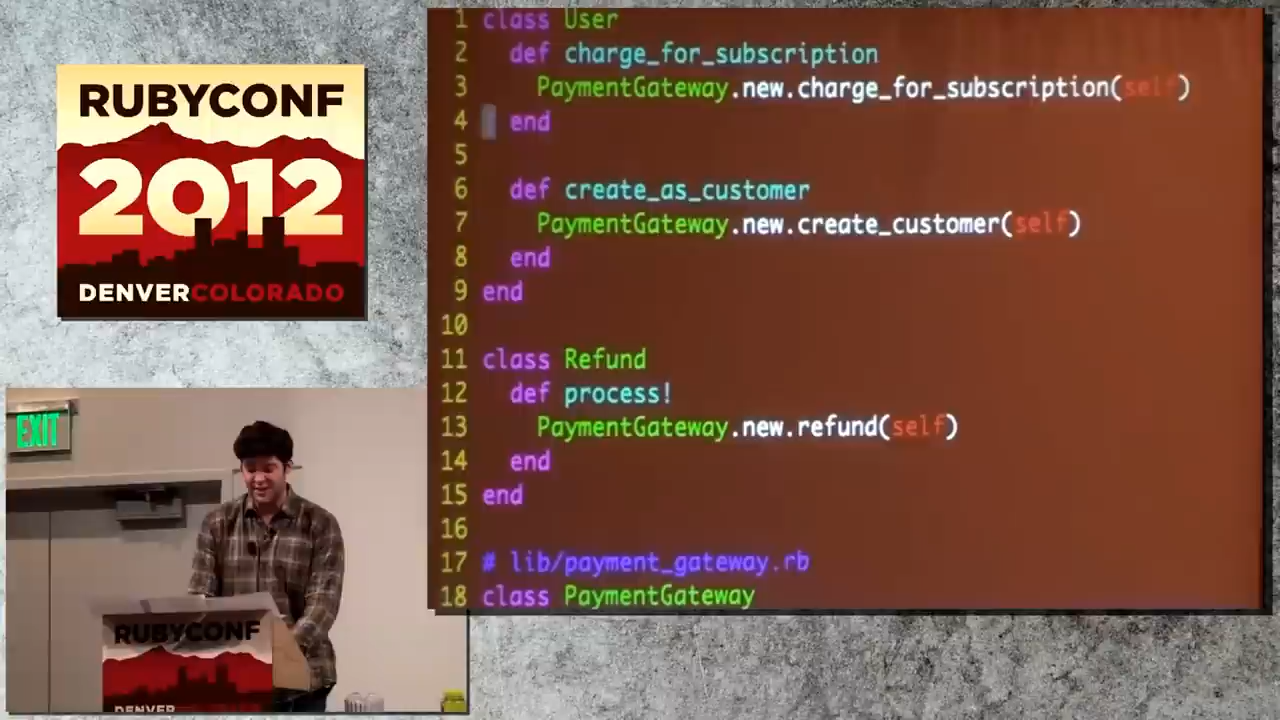 RUBYCONF
2012
DENVERCOLORADO
EXIT
RUBYCONF
DENVER
1 class User
2 def charge_for_subscription
3 PaymentGateway.new.charge_for_subscription(self)
4 end
5
6 def create_as_customer
7 PaymentGateway.new.create_customer(self)
8 end
9 end
10
11 class Refund
12 def process!
13 PaymentGateway.new.refund(self)
14 end
15 end
16
17 # lib/payment_gateway.rb
18 class PaymentGateway